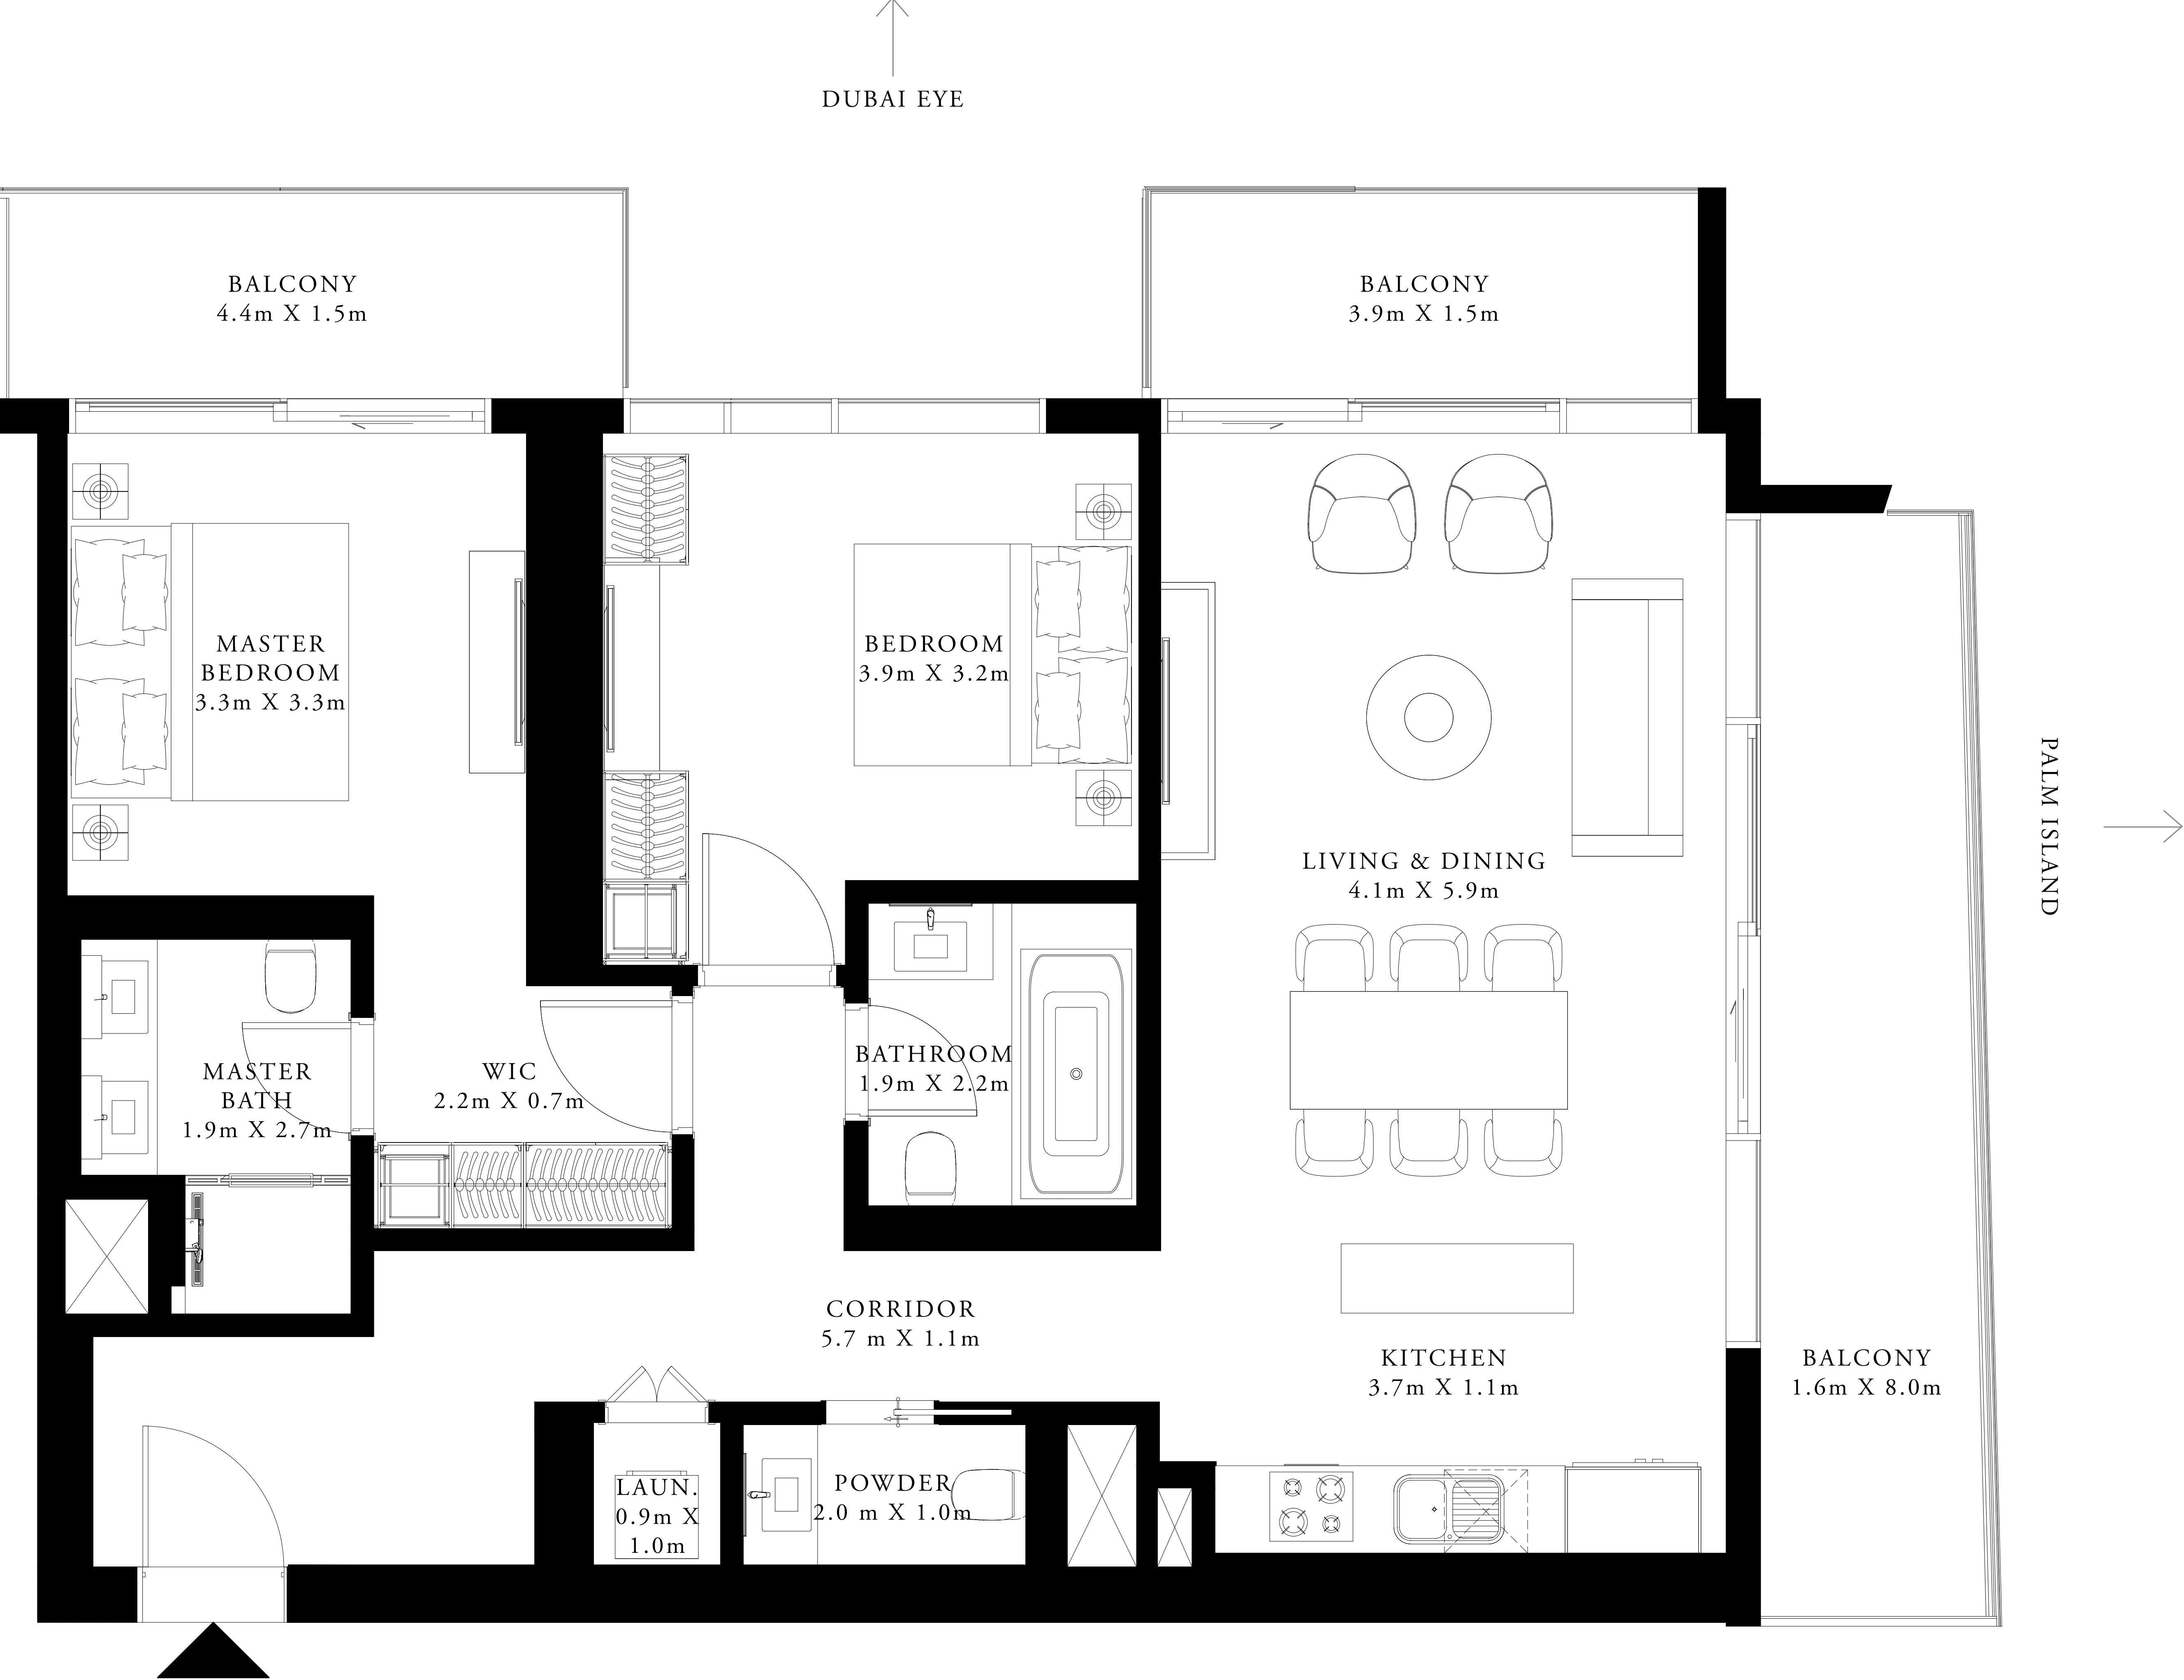 DUBAI EYE
BALCONY
4.4m X 1.5m
BALCONY
3.9m X 1.5m
MASTER
BEDROOM
3.3m X 3.3m
BEDROOM
3.9m X 3.2m
PALM ISLAND
LIVING & DINING
4.1m X 5.9m
MASTER
BATH
1.9m X 2.7m
WIC
2.2m X 0.7m
BATHROOM
1.9m X 2.2m
CORRIDOR
5.7 m X 1.1m
KITCHEN
3.7m X 1.1m
BALCONY
1.6m X 8.0m
LAUN.
0.9m X
1.0m
POWDER
2.0 m X 1.0m